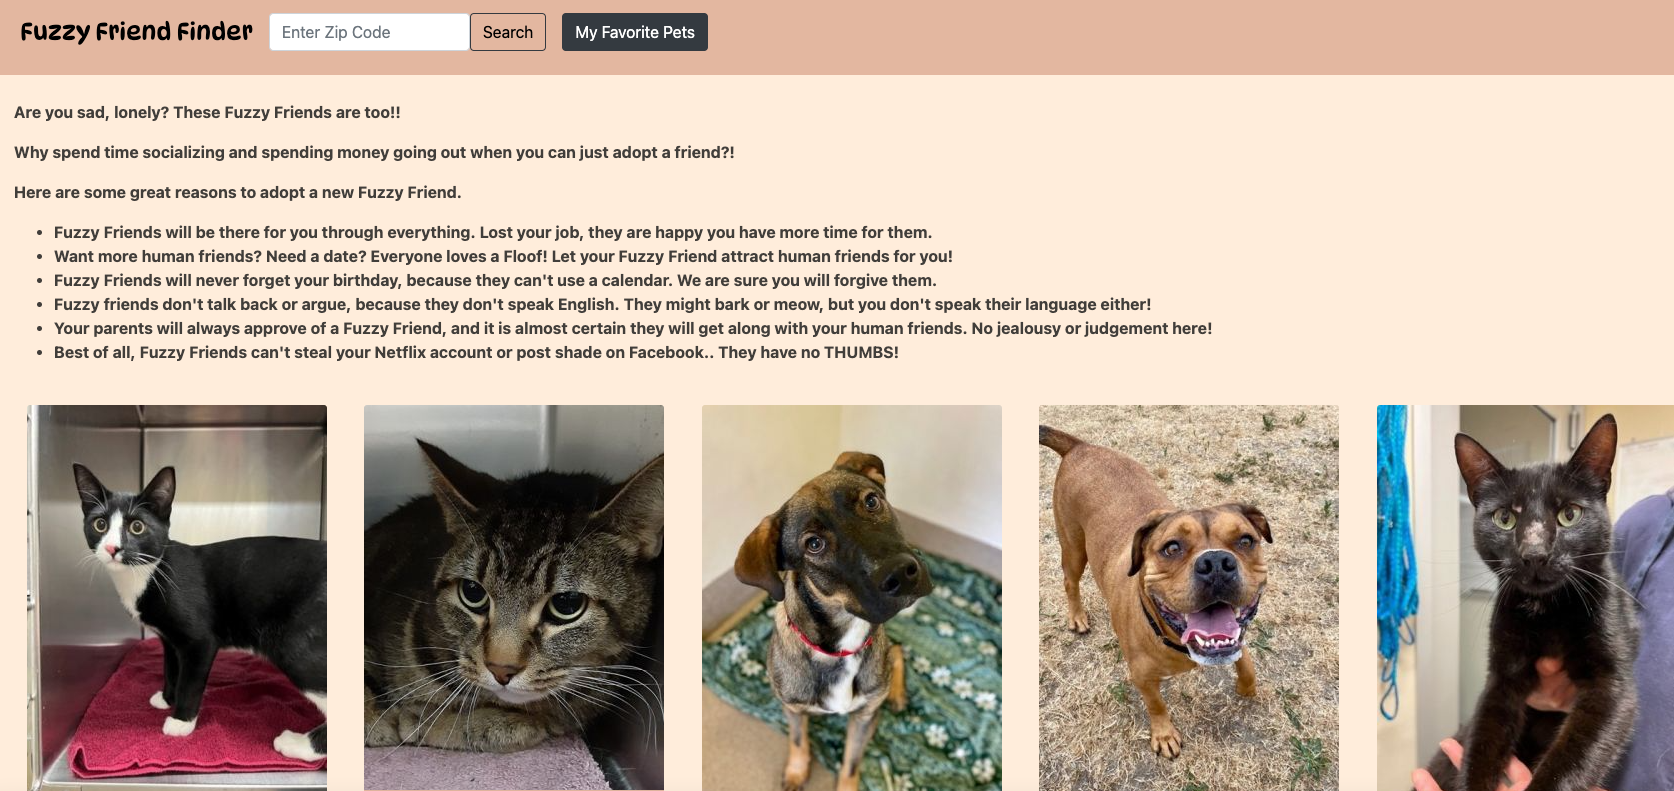 Fuzzy Friend Finder Enter Zip Code Search My Favorite Pets
Are you sad, lonely? These Fuzzy Friends are too!!
Why spend time socializing and spending money going out when you can just adopt a friend?!
Here are some great reasons to adopt a new Fuzzy Friend.
• Fuzzy Friends will be there for you through everything. Lost your job, they are happy you have more time for them.
• Want more human friends? Need a date? Everyone loves a Floof! Let your Fuzzy Friend attract human friends for you!
• Fuzzy Friends will never forget your birthday, because they can't use a calendar. We are sure you will forgive them.
• Fuzzy friends don't talk back or argue, because they don't speak English. They might bark or meow, but you don't speak their language either!
• Your parents will always approve of a Fuzzy Friend, and it is almost certain they will get along with your human friends. No jealousy or judgement here!
• Best of all, Fuzzy Friends can't steal your Netflix account or post shade on Facebook.. They have no THUMBS!